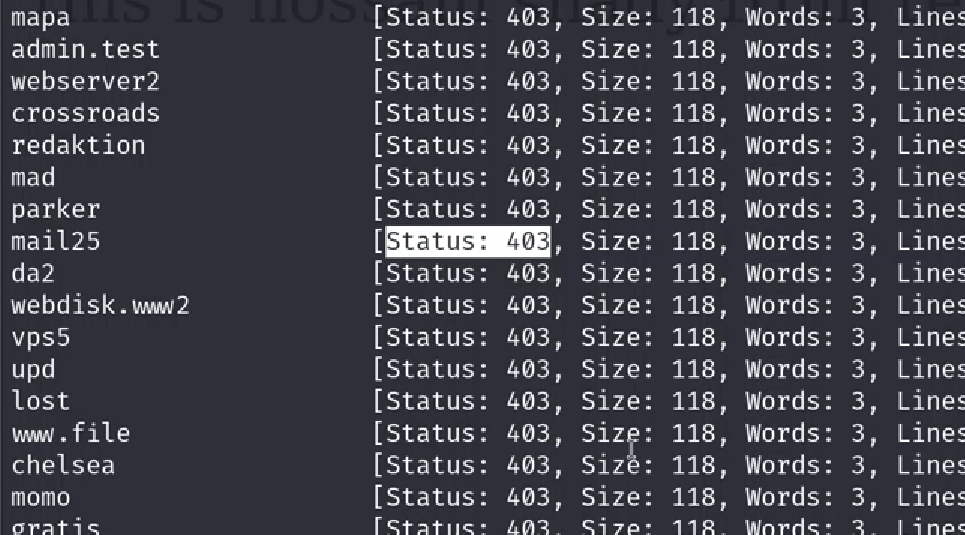 mapa [Status: 403, Size: 118, Words: 3, Lines
admin.test [Status: 403, Size: 118, Words: 3, Lines
webserver2 [Status: 403, Size: 118, Words: 3, Lines
crossroads [Status: 403, Size: 118, Words: 3, Lines
redaktion [Status: 403, Size: 118, Words: 3, Lines
mad [Status: 403, Size: 118, Words: 3, Lines
parker [Status: 403, Size: 118, Words: 3, Lines
mail25 [Status: 403, Size: 118, Words: 3, Lines
da2 [Status: 403, Size: 118, Words: 3, Lines
webdisk.www2 [Status: 403, Size: 118, Words: 3, Lines
vps5 [Status: 403, Size: 118, Words: 3, Lines
upd [Status: 403, Size: 118, Words: 3, Lines
lost [Status: 403, Size: 118, Words: 3, Lines
www.file [Status: 403, Size: 118, Words: 3, Lines
chelsea [Status: 403, Size: 118, Words: 3, Lines
momo [Status: 403, Size: 118, Words: 3, Lines
gratis [Status: 403, Size: 118, Words: 3, Lines